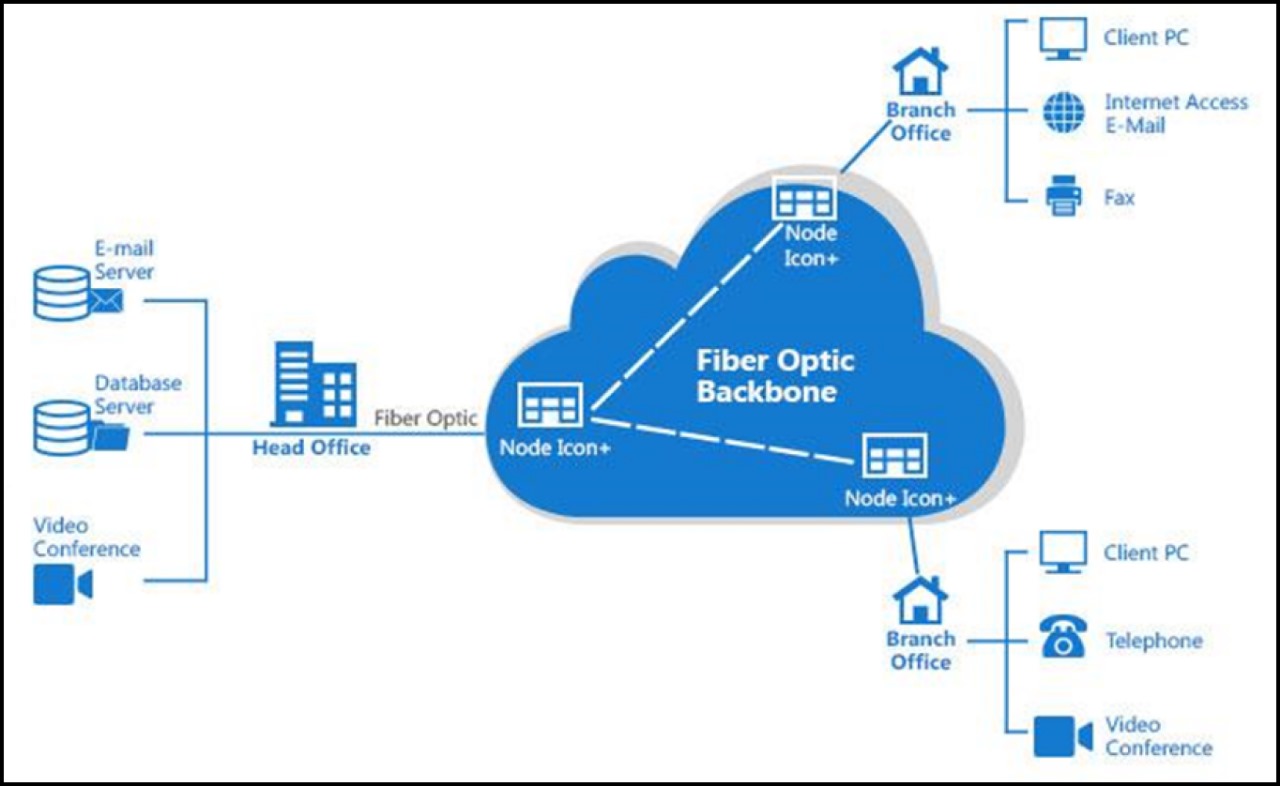 E-mail
Server
Database
Server
Video
Conference
Head Office
Fiber Optic
Node Icon+
Node
Icon+
Fiber Optic
Backbone
Node Icon+
Branch
Office
Client PC
Internet Access
E-Mail
Fax
Branch
Office
Client PC
Telephone
Video
Conference